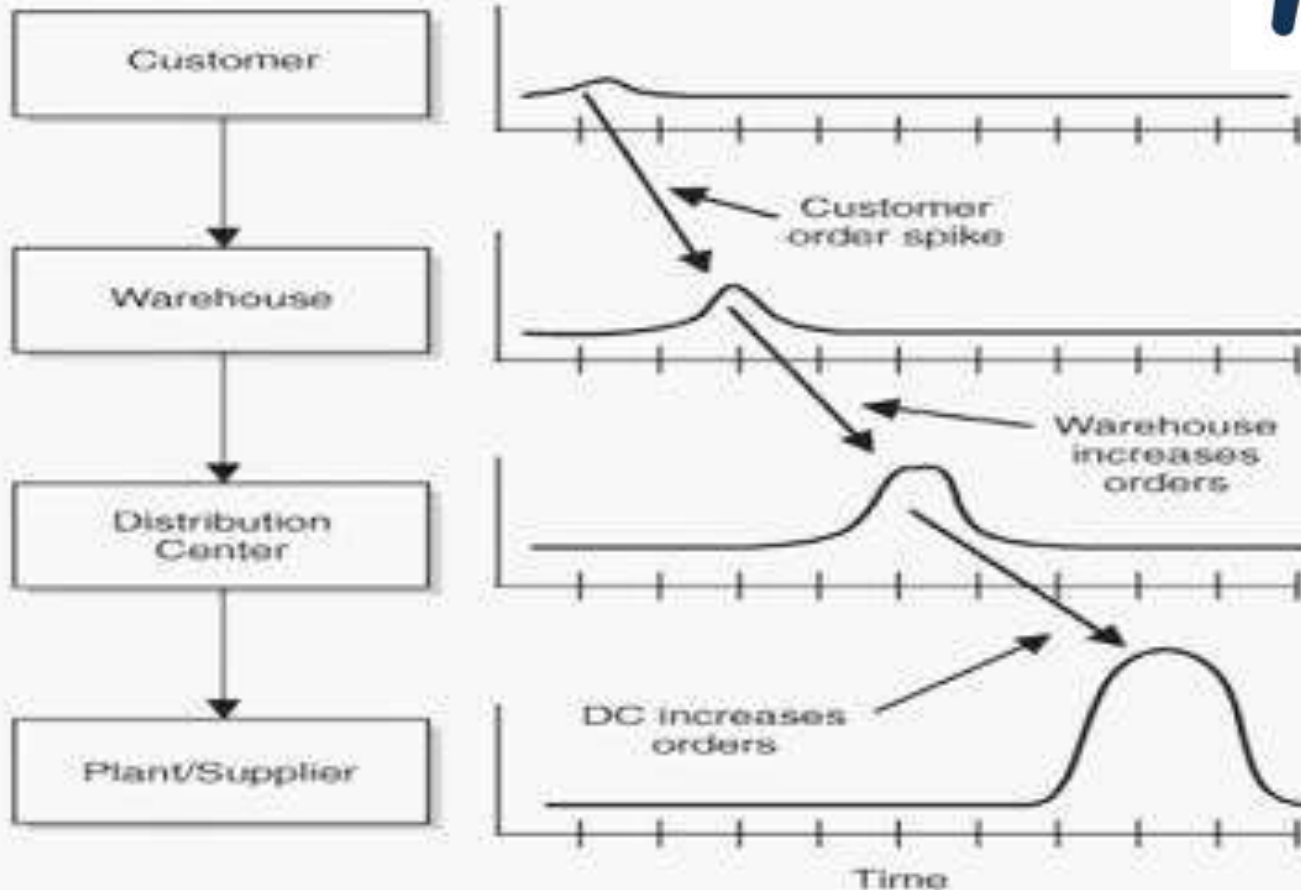 Customer
Customer
order spike
Warehouse
Warehouse
increases
orders
Distribution
Center
DC increases
orders
Plant/Supplier
Time